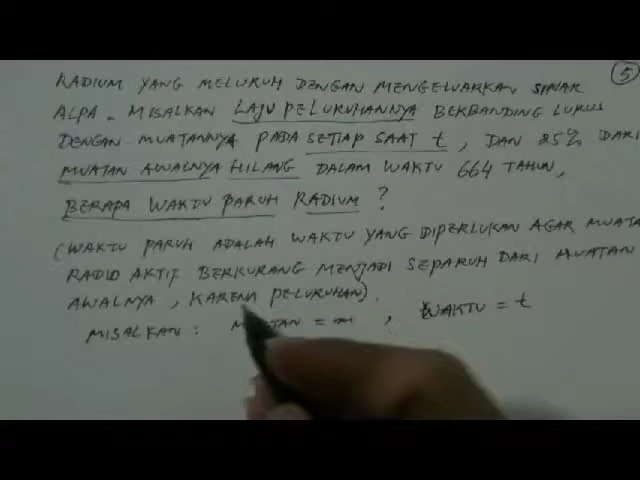 5
RADIUM YANG MELURUH DENGAN MENGELUARKAN SINAR
ALPA. MISALKAN LAJU PELURUHANNYA BERBANDING LURUS
DENGAN MUATANNYA PADA SETIAP SAAT t, DAN 25% DARI
MUATAN AWALNYA HILANG DALAM WAKTU 664 TAHUN,
BERAPA WAKTU PARUH RADIUM ?
(WAKTU PARUH ADALAH WAKTU YANG DIPERLUKAN AGAR MUATA
RADIO AKTIF BERKURANG MENJADI SEPARUH DARI MUATAN
AWALNYA, KARENA PELURUHAN).
MISALKAN : MUATAN = m , WAKTU = t